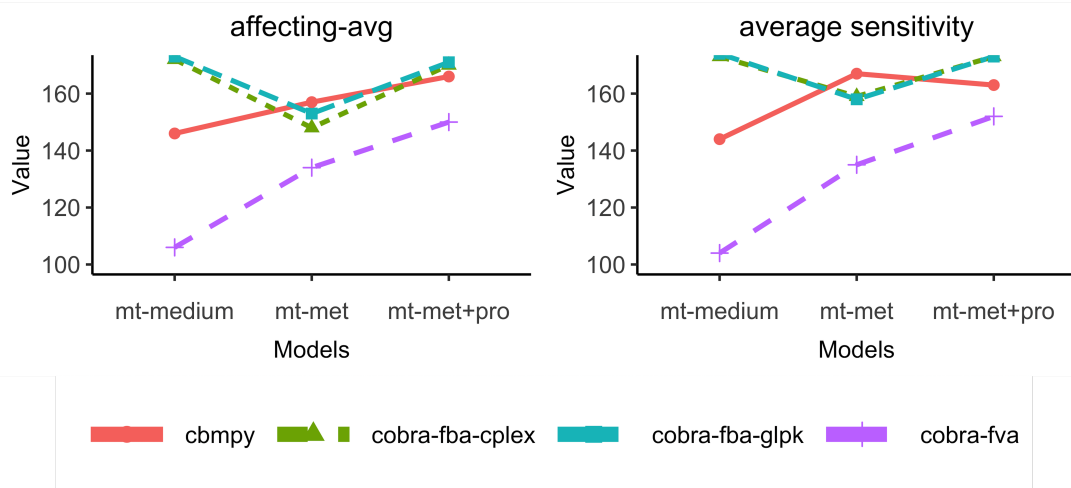 affecting-avg
Value
160
140
120
100
mt-medium mt-met mt-met+pro
Models
average sensitivity
Value
160
140
120
100
mt-medium mt-met mt-met+pro
Models
cbmpy cobra-fba-cplex cobra-fba-glpk cobra-fva